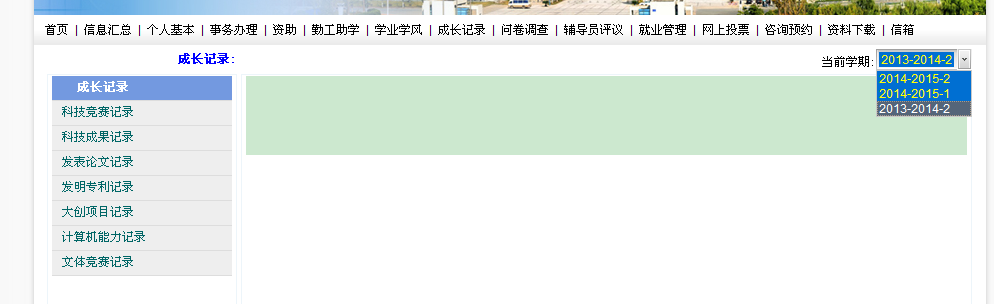 首页 | 信息汇总 | 个人基本 | 事务办理 | 资助 | 勤工助学 | 学业学风 | 成长记录 | 问卷调查 | 辅导员评议 | 就业管理 | 网上投票 | 咨询预约 | 资料下载 | 信箱
成长记录: 当前学期: 2013-2014-2
2014-2015-2
2014-2015-1
2013-2014-2
成长记录
科技竞赛记录
科技成果记录
发表论文记录
发明专利记录
大创项目记录
计算机能力记录
文体竞赛记录